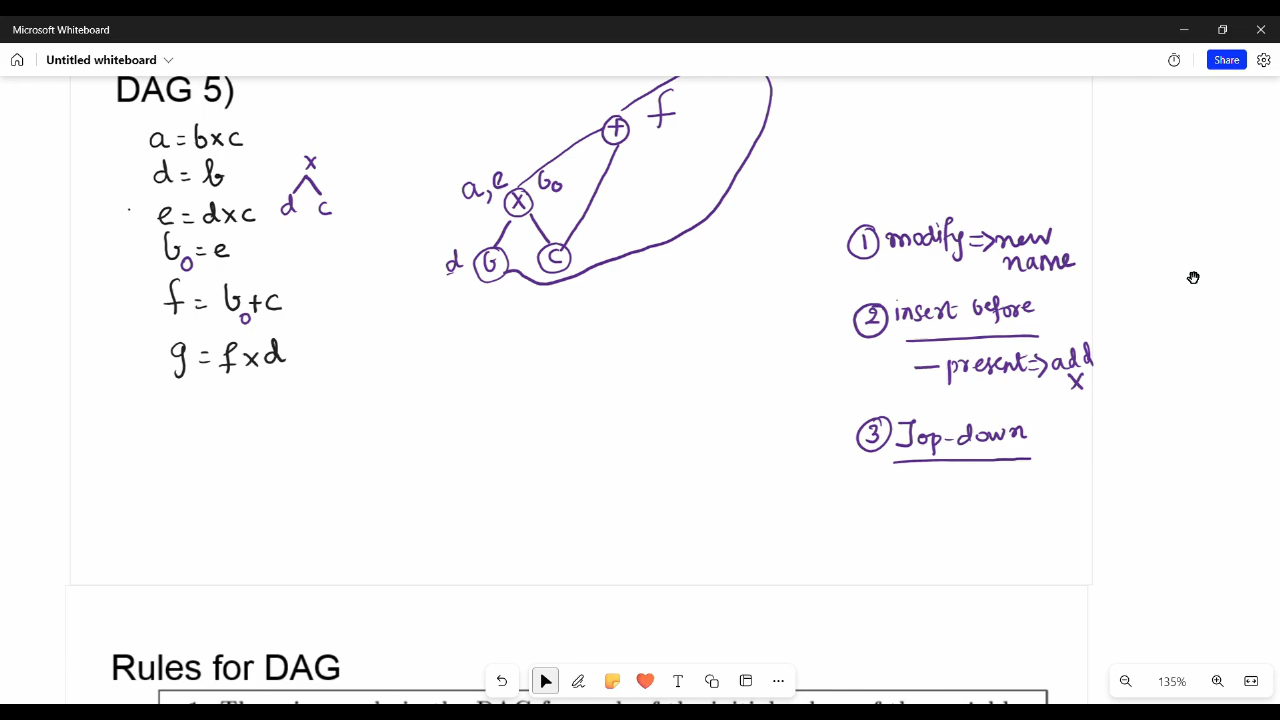 Microsoft Whiteboard
Untitled whiteboard
Share
DAG 5)
a = b x c
d = b
e = d x c
b0 = e
f = b0 + c
g = f x d
x
d c
+ f
a, e x b0
d b c
① modify => new
name
② insert before
— present => add
x
③ Top-down
Rules for DAG
135%